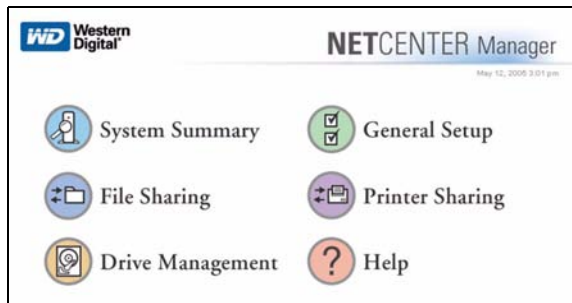 WD Western Digital
NETCENTER Manager
May 12, 2005 3:01 pm
System Summary
General Setup
File Sharing
Printer Sharing
Drive Management
? Help